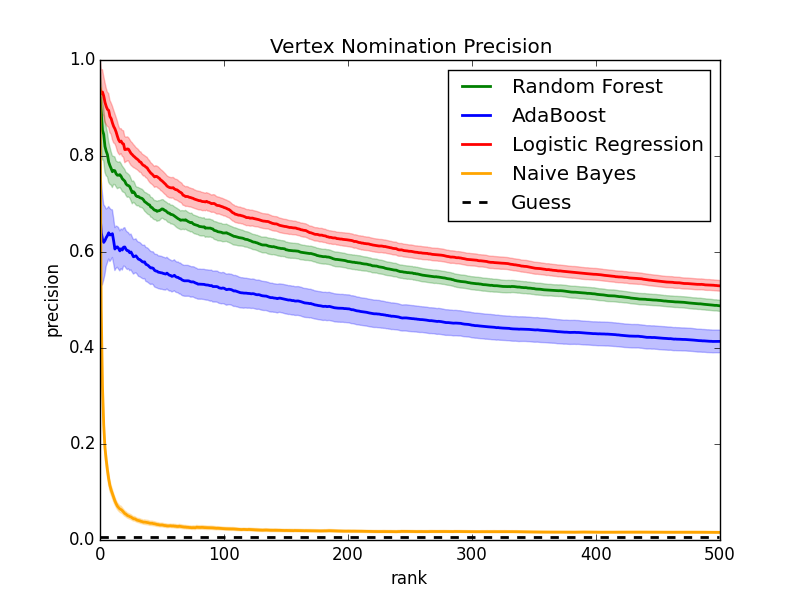 Vertex Nomination Precision
1.0
0.8
0.6
0.4
0.2
0.0
precision
Random Forest
AdaBoost
Logistic Regression
Naive Bayes
Guess
0 100 200 300 400 500
rank